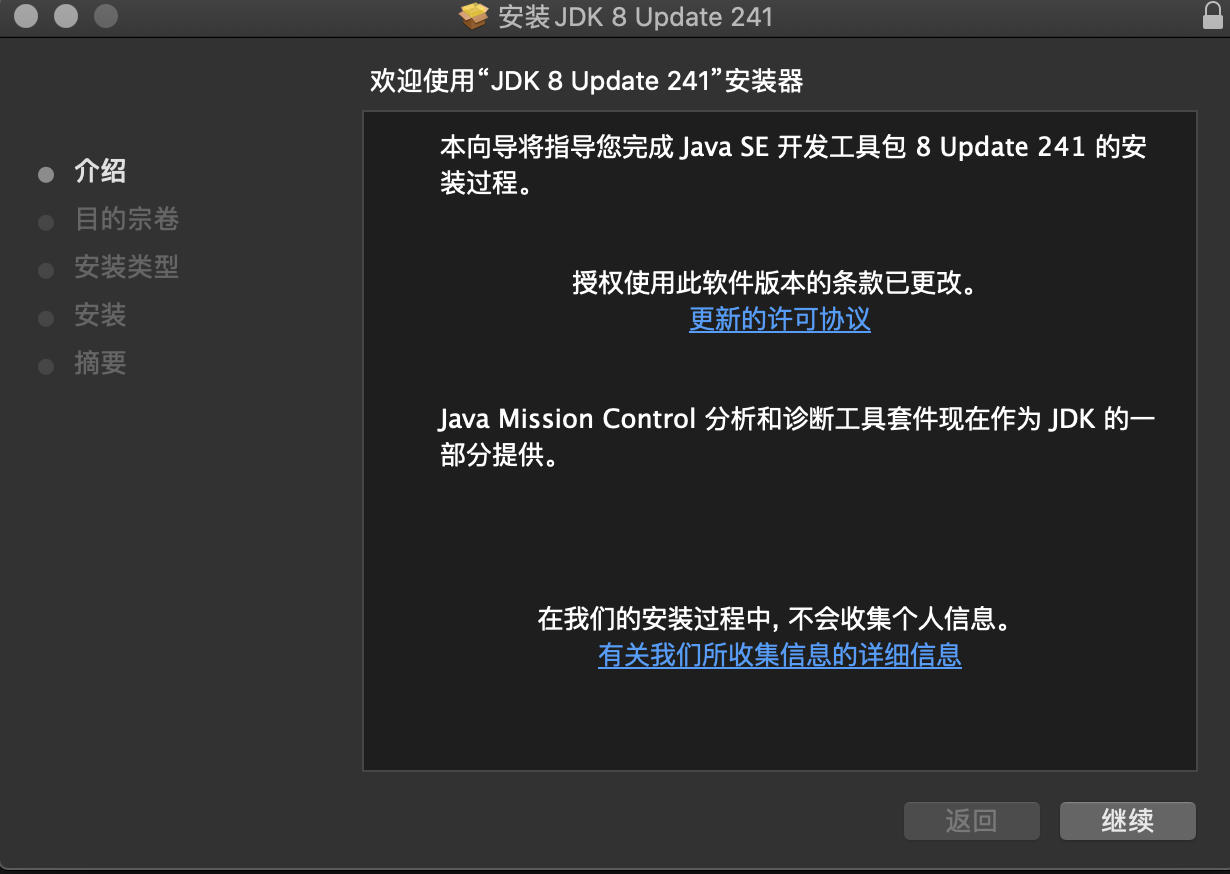 安装JDK 8 Update 241
欢迎使用“JDK 8 Update 241”安装器
介绍
目的宗卷
安装类型
安装
摘要
本向导将指导您完成 Java SE 开发工具包 8 Update 241 的安
装过程。
授权使用此软件版本的条款已更改。
更新的许可协议
Java Mission Control 分析和诊断工具套件现在作为 JDK 的一
部分提供。
在我们的安装过程中, 不会收集个人信息。
有关我们所收集信息的详细信息
返回
继续